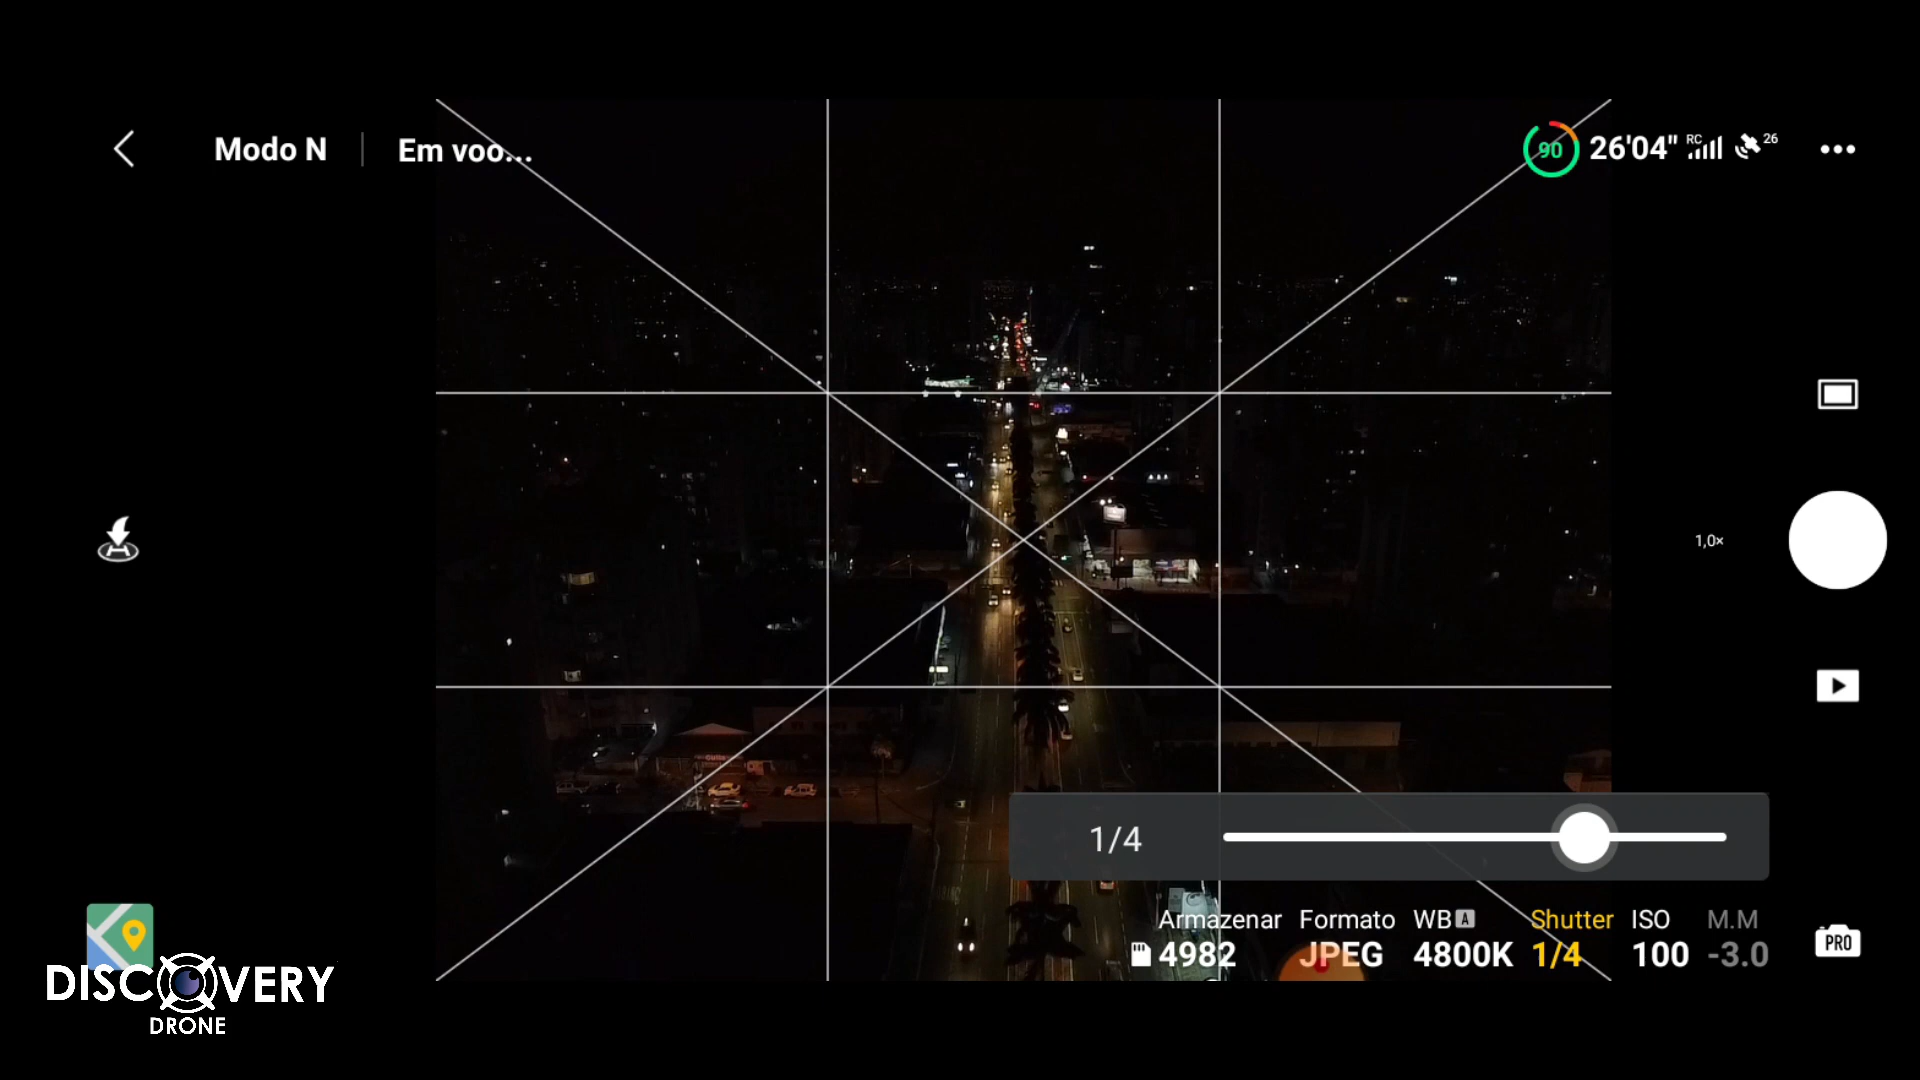 Modo N
Em voo...
90
26'04"
RC
26
1,0×
1/4
Armazenar Formato WB A Shutter ISO M.M
4982 JPEG 4800K 1/4 100 -3.0
PRO
DISCOVERY
DRONE